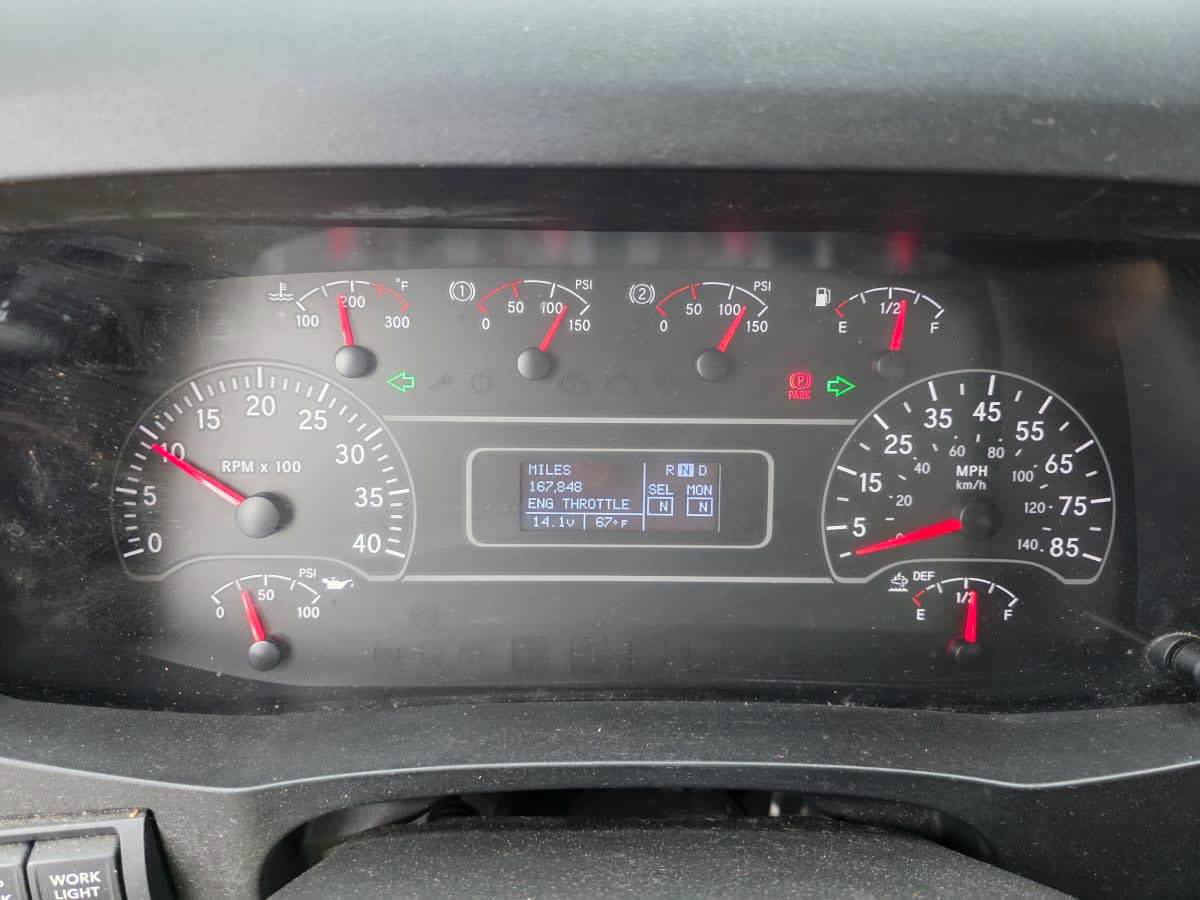 °F
100
200
300
1
PSI
0
50
100
150
2
PSI
0
50
100
150
E
1/2
F
P
PARK
0
5
10
15
20
25
30
35
40
RPM x 100
MILES
167,848
ENG THROTTLE
14.1V
67°F
R N D
SEL MON
N N
5
15
25
35
45
55
65
75
85
MPH
km/h
0
20
40
60
80
100
120
140
PSI
0
50
100
DEF
E
1/2
F
WORK
LIGHT